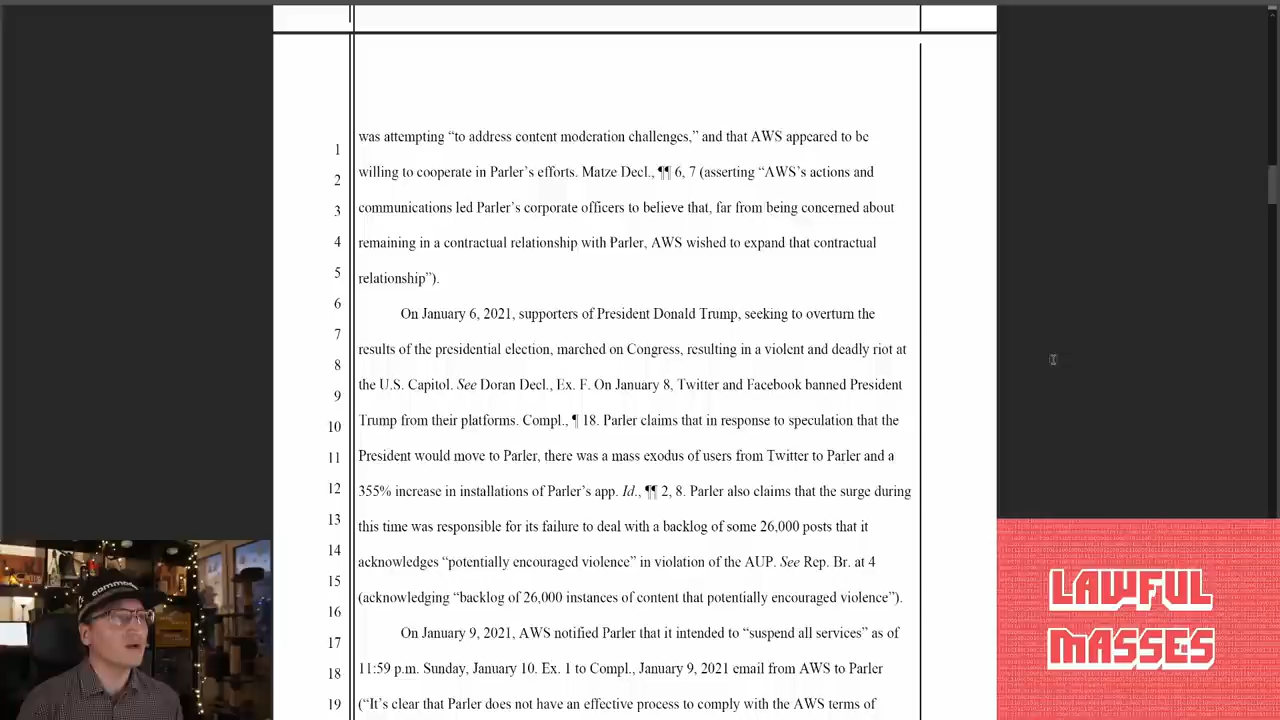 was attempting “to address content moderation challenges,” and that AWS appeared to be
1
willing to cooperate in Parler’s efforts. Matze Decl., ¶¶ 6, 7 (asserting “AWS’s actions and
2
communications led Parler’s corporate officers to believe that, far from being concerned about
3
remaining in a contractual relationship with Parler, AWS wished to expand that contractual
4
relationship”).
5
6
On January 6, 2021, supporters of President Donald Trump, seeking to overturn the
7
results of the presidential election, marched on Congress, resulting in a violent and deadly riot at
8
the U.S. Capitol. See Doran Decl., Ex. F. On January 8, Twitter and Facebook banned President
9
Trump from their platforms. Compl., ¶ 18. Parler claims that in response to speculation that the
10
President would move to Parler, there was a mass exodus of users from Twitter to Parler and a
11
355% increase in installations of Parler’s app. Id., ¶¶ 2, 8. Parler also claims that the surge during
12
13
this time was responsible for its failure to deal with a backlog of some 26,000 posts that it
14
acknowledges “potentially encouraged violence” in violation of the AUP. See Rep. Br. at 4
15
(acknowledging “backlog of 26,000 instances of content that potentially encouraged violence”).
16
On January 9, 2021, AWS notified Parler that it intended to “suspend all services” as of
17
11:59 p.m. Sunday, January 10. Ex. 1 to Compl., January 9, 2021 email from AWS to Parler
18
(“It’s clear that Parler does not have an effective process to comply with the AWS terms of
19
LAWFUL
MASSES